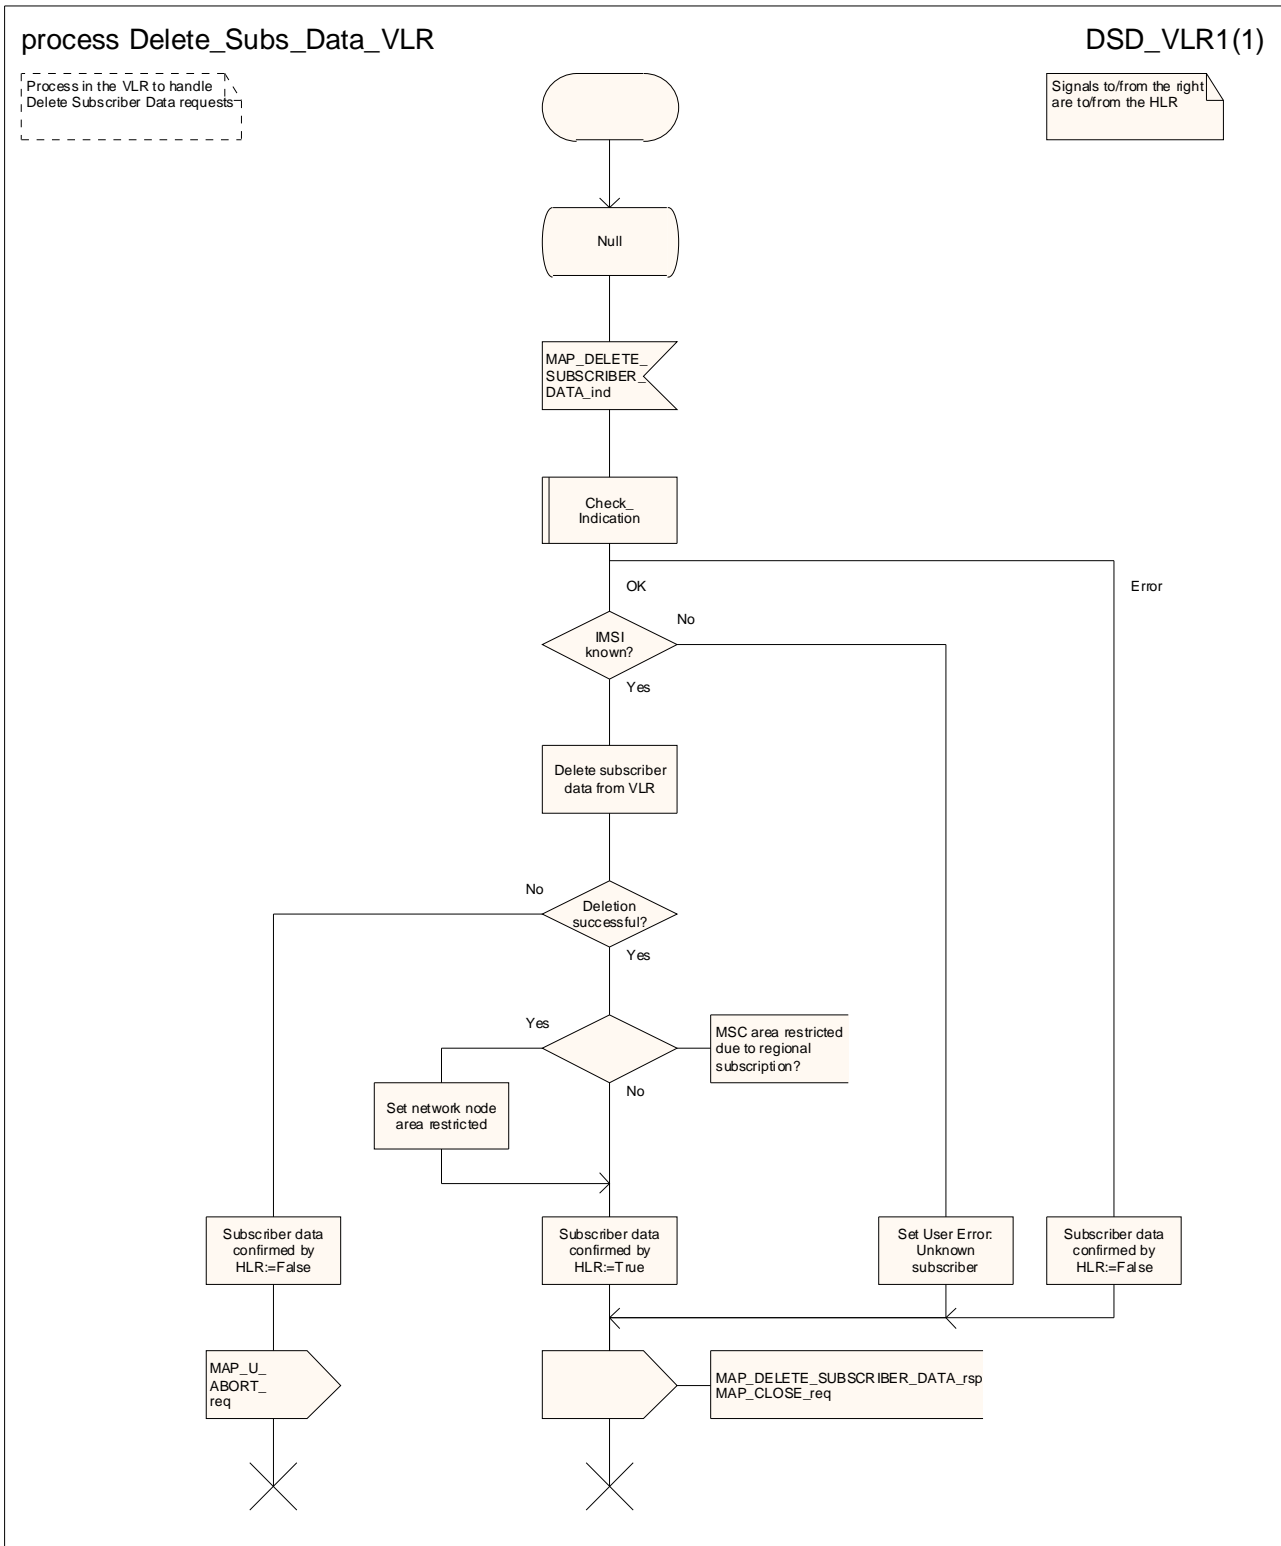 process Delete_Subs_Data_VLR
DSD_VLR1(1)
Process in the VLR to handle
Delete Subscriber Data requests
Signals to/from the right
are to/from the HLR
Null
MAP_DELETE_
SUBSCRIBER_
DATA_ind
Check_
Indication
OK
Error
IMSI
known?
No
Yes
Delete subscriber
data from VLR
No
Deletion
successful?
Yes
Yes
MSC area restricted
due to regional
subscription?
No
Set network node
area restricted
Subscriber data
confirmed by
HLR:=False
Subscriber data
confirmed by
HLR:=True
Set User Error:
Unknown
subscriber
Subscriber data
confirmed by
HLR:=False
MAP_U_
ABORT_
req
MAP_DELETE_SUBSCRIBER_DATA_rsp
MAP_CLOSE_req